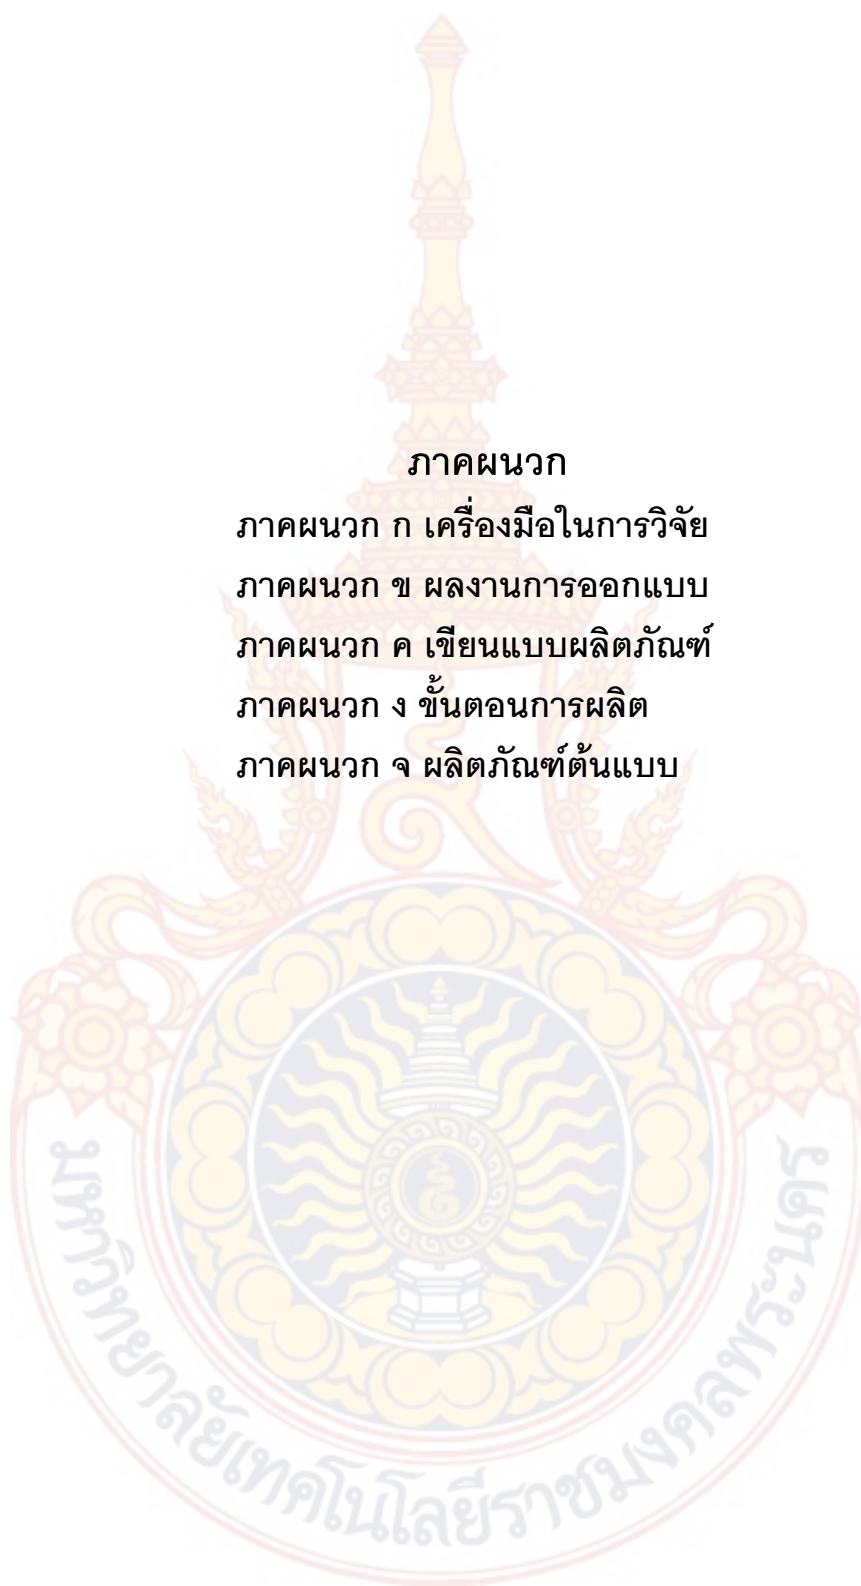 ภาคผนวก
ภาคผนวก ก เครื่องมือในการวิจัย
ภาคผนวก ข ผลงานการออกแบบ
ภาคผนวก ค เขียนแบบผลิตภัณฑ์
ภาคผนวก ง ขั้นตอนการผลิต
ภาคผนวก จ ผลิตภัณฑ์ต้นแบบ
มหาวิทยาลัยเทคโนโลยีราชมงคลพระนคร